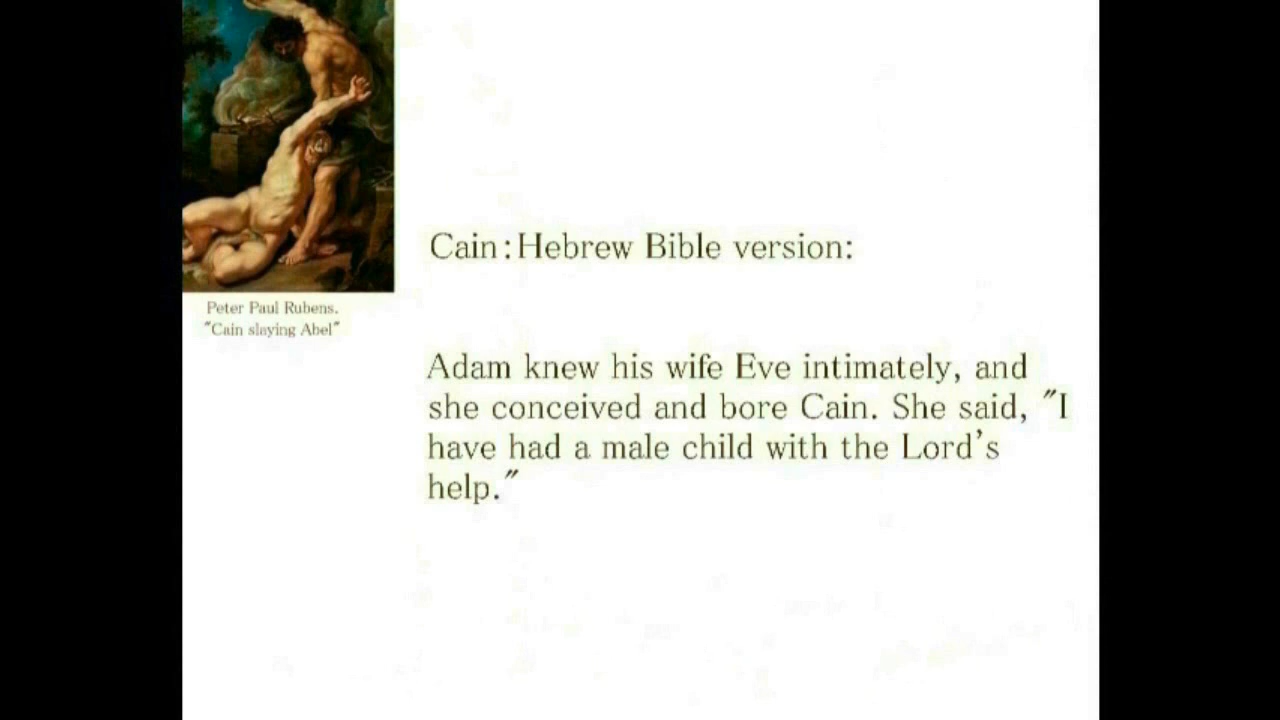 Peter Paul Rubens.
"Cain slaying Abel"
Cain:Hebrew Bible version:
Adam knew his wife Eve intimately, and
she conceived and bore Cain. She said, "I
have had a male child with the Lord's
help."